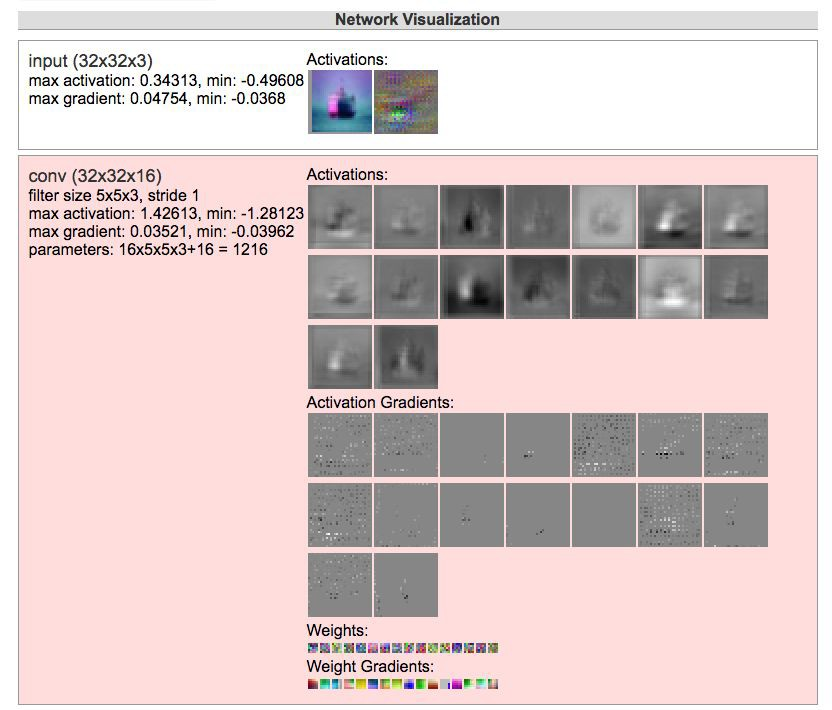 Network Visualization
input (32x32x3)
max activation: 0.34313, min: -0.49608
max gradient: 0.04754, min: -0.0368
Activations:
conv (32x32x16)
filter size 5x5x3, stride 1
max activation: 1.42613, min: -1.28123
max gradient: 0.03521, min: -0.03962
parameters: 16x5x5x3+16 = 1216
Activations:
Activation Gradients:
Weights:
Weight Gradients: